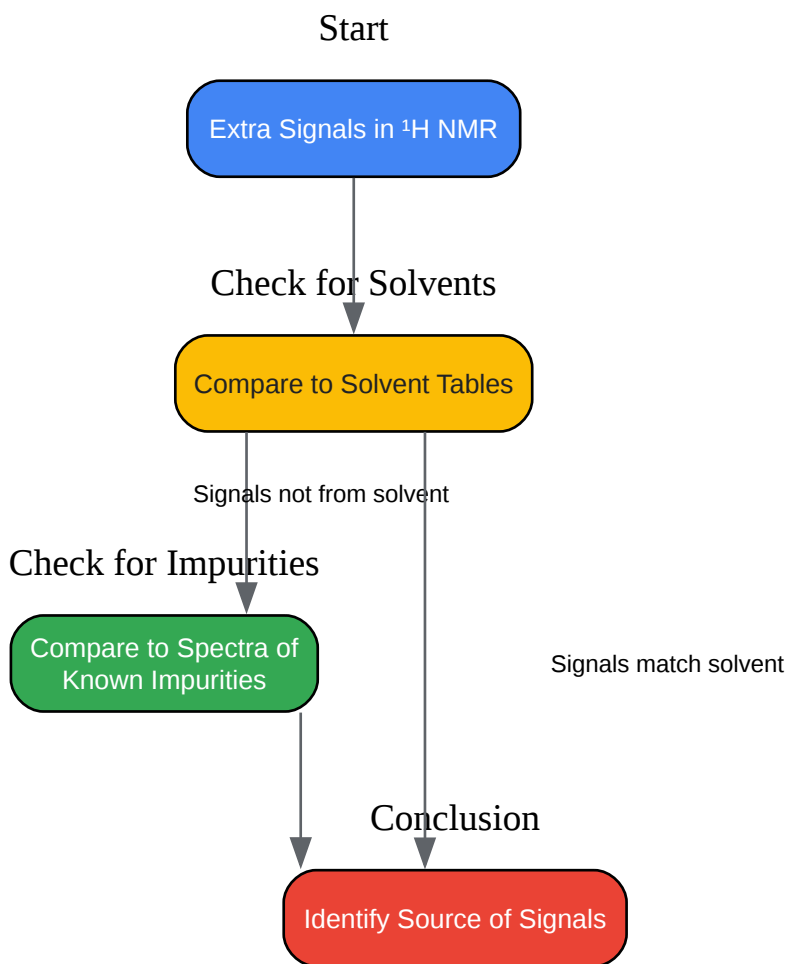 Start
Extra Signals in ¹H NMR
Check for Solvents
Compare to Solvent Tables
Signals not from solvent
Check for Impurities
Compare to Spectra of
Known Impurities
Signals match solvent
Conclusion
Identify Source of Signals